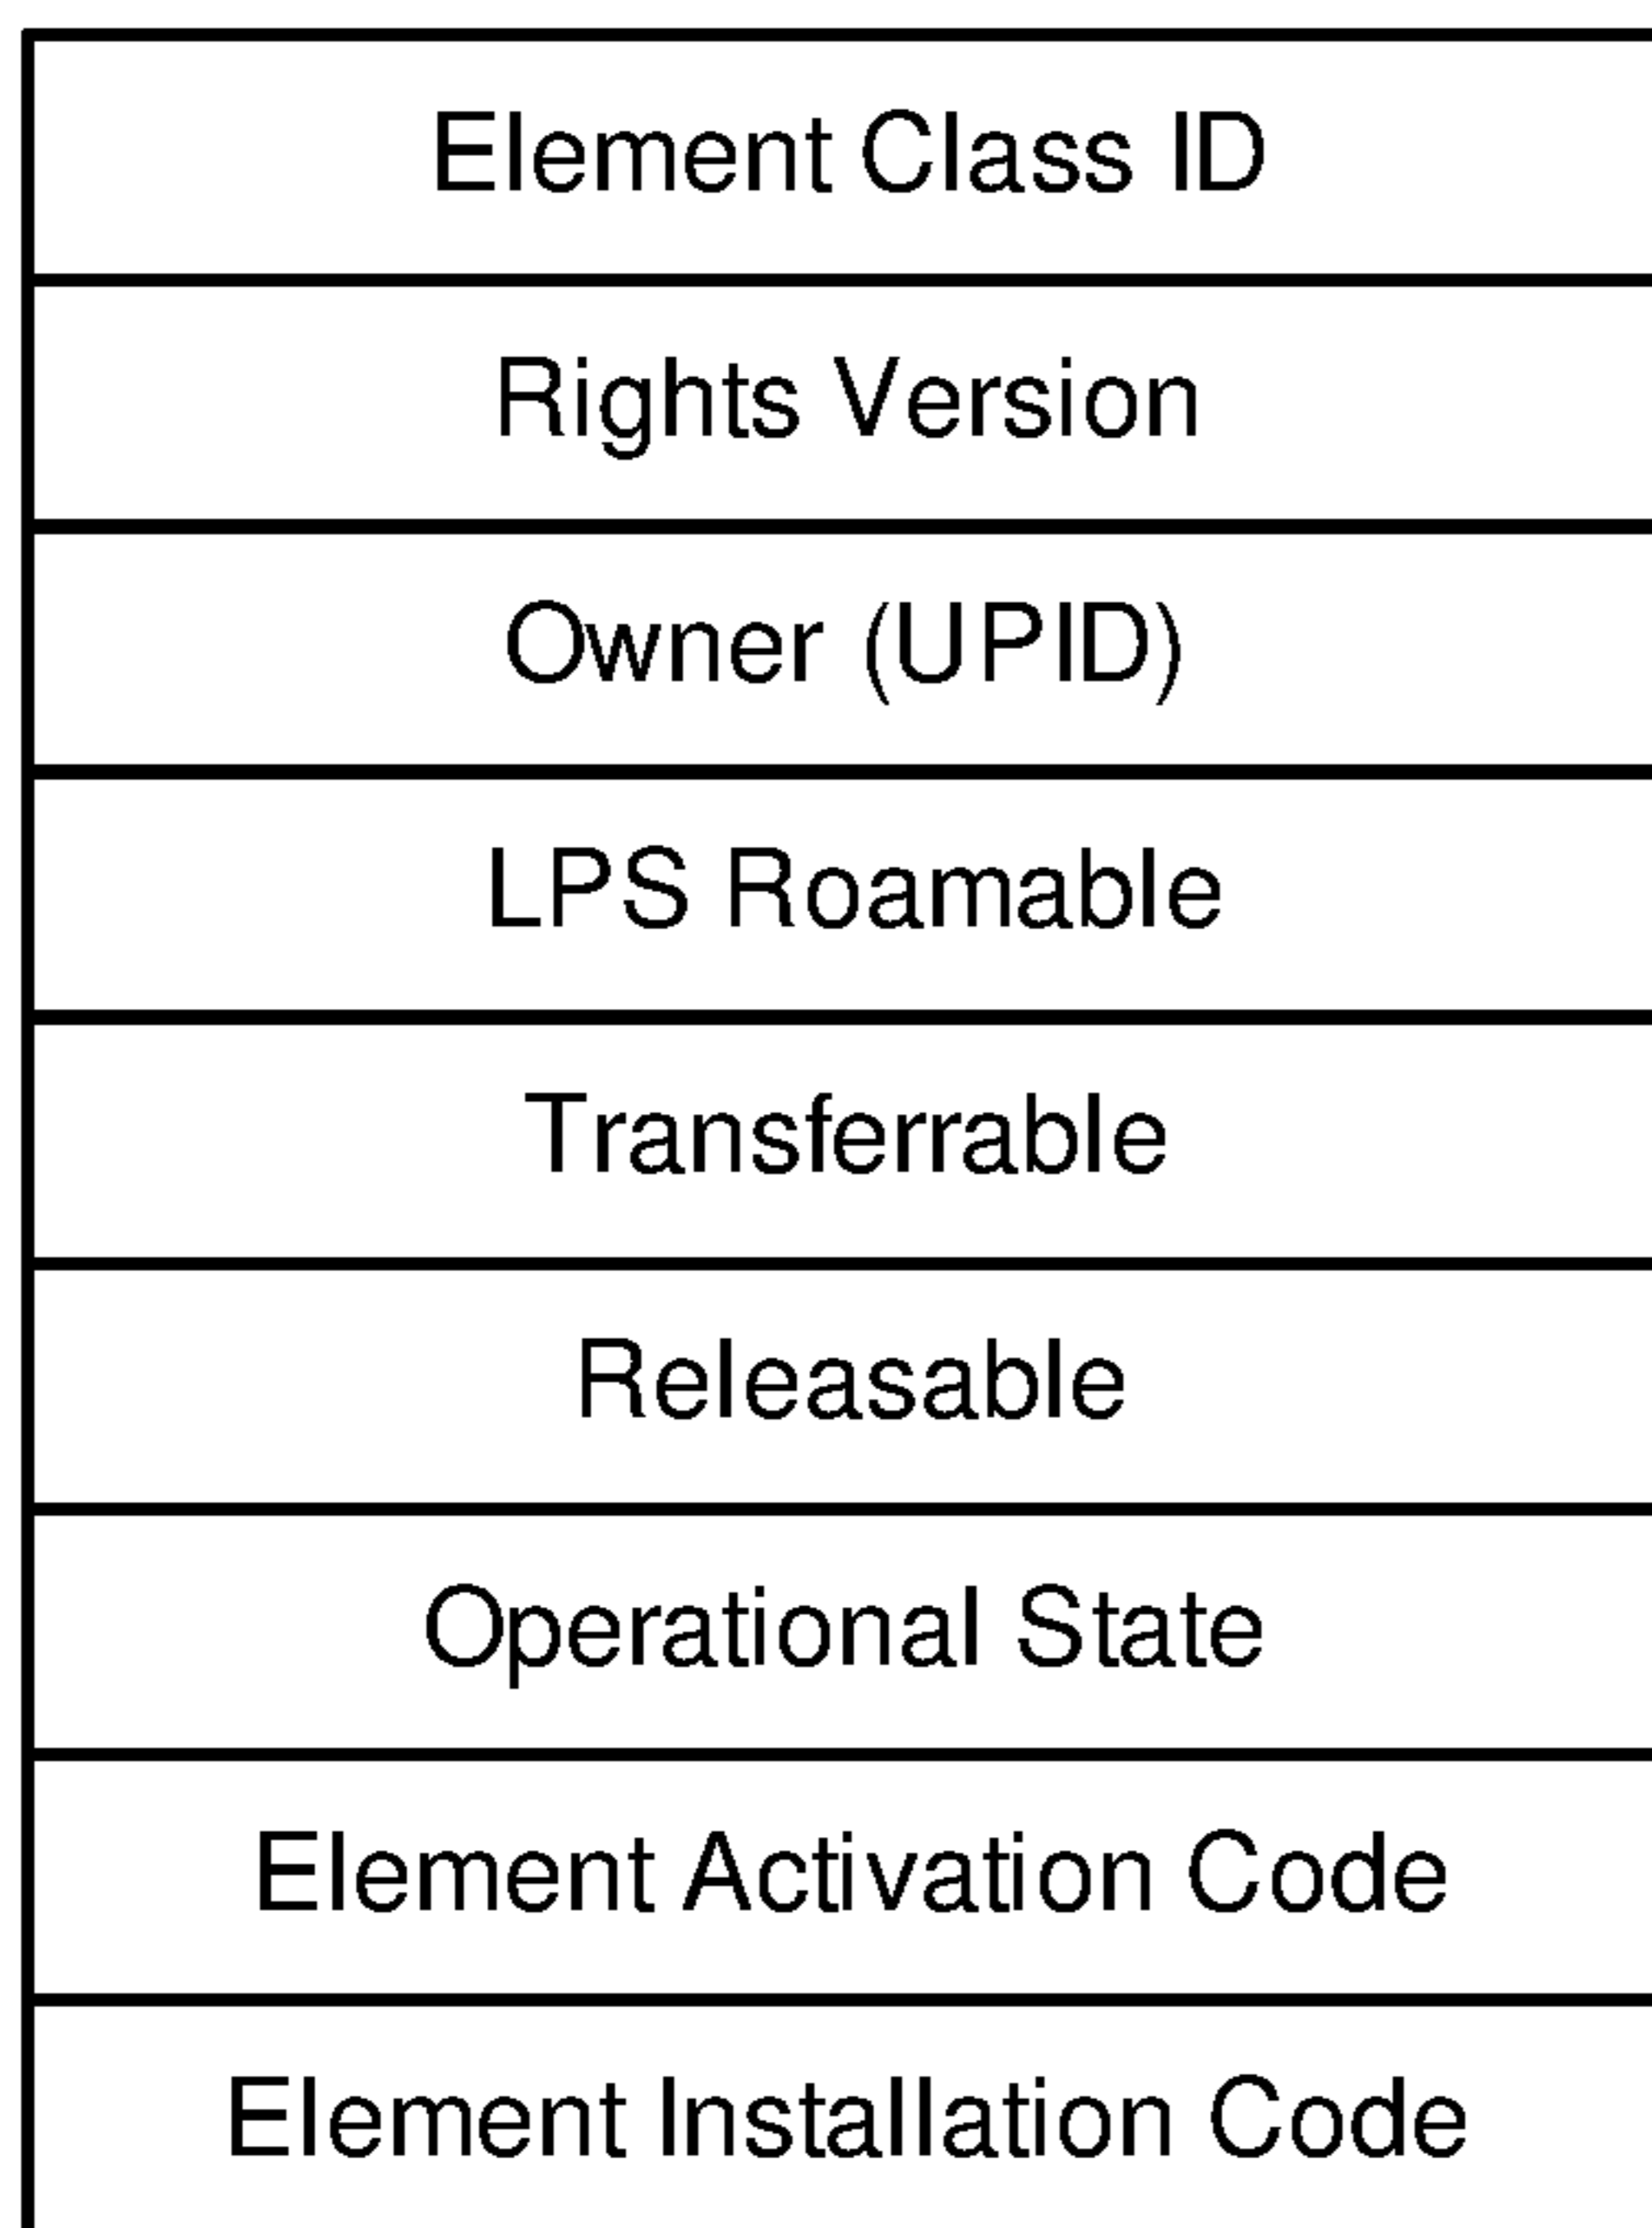 Element Class ID
Rights Version
Owner (UPID)
LPS Roamable
Transferrable
Releasable
Operational State
Element Activation Code
Element Installation Code